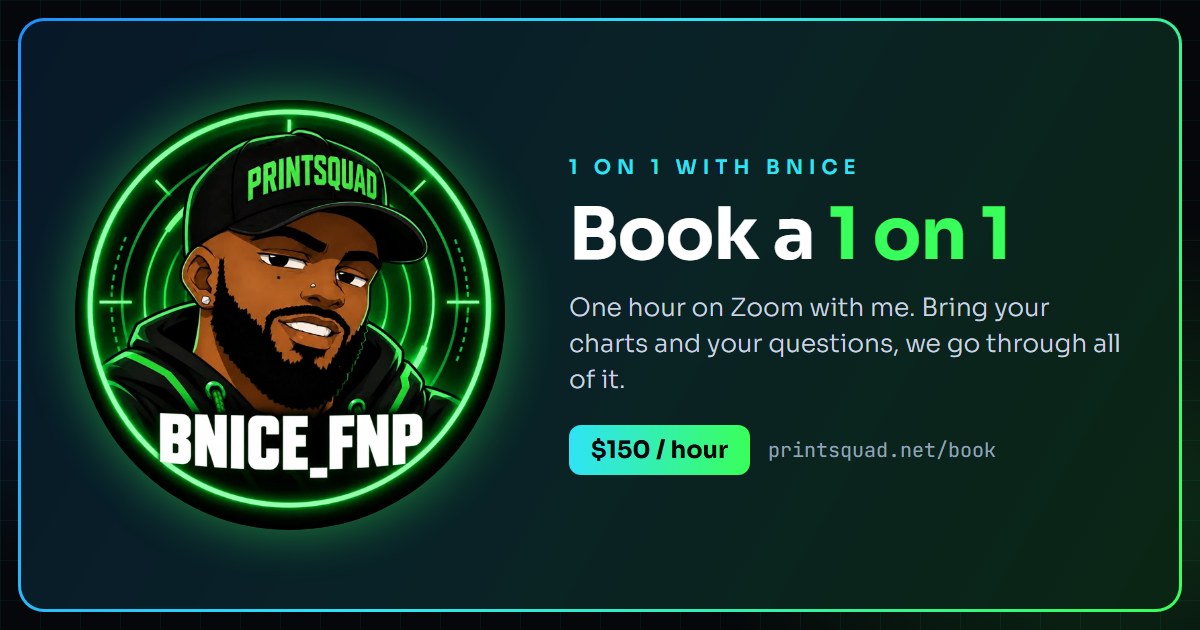 PRINTSQUAD
BNICE_FNP
1 ON 1 WITH BNICE
Book a 1 on 1
One hour on Zoom with me. Bring your
charts and your questions, we go through all
of it.
$150 / hour
printsquad.net/book